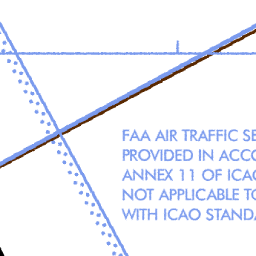 FAA AIR TRAFFIC SE
PROVIDED IN ACCO
ANNEX 11 OF ICAO
NOT APPLICABLE TO
WITH ICAO STANDA